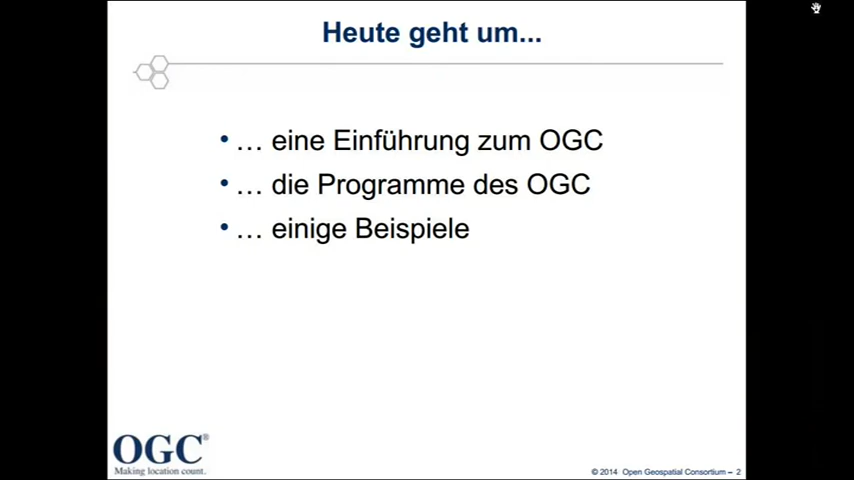 Heute geht um...
• … eine Einführung zum OGC
• … die Programme des OGC
• … einige Beispiele
OGC®
Making location count.
© 2014 Open Geospatial Consortium – 2